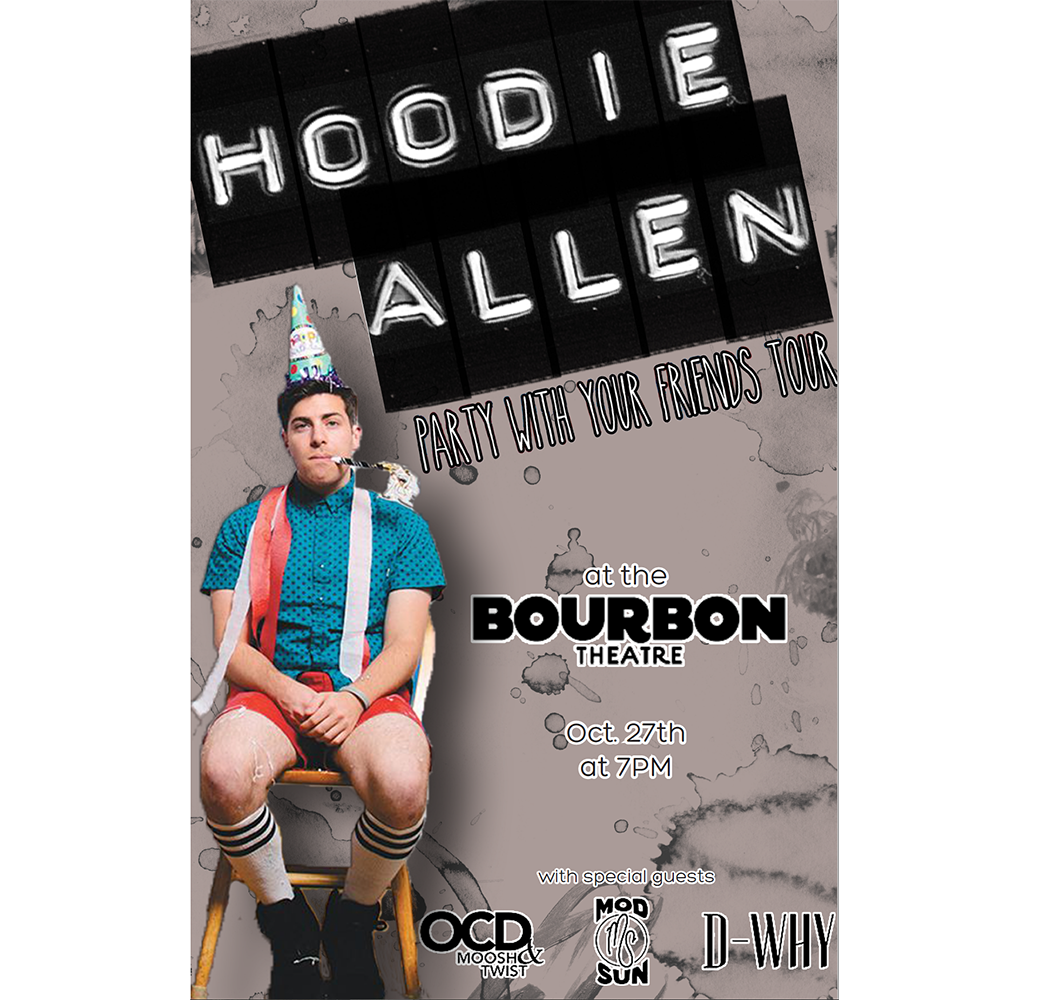 HOODIE
ALLEN
PARTY WITH YOUR FRIENDS TOUR
at the
BOURBON
THEATRE
Oct. 27th
at 7PM
with special guests
OCD
MOOSH &
TWIST
MOD
MS
SUN
D-WHY